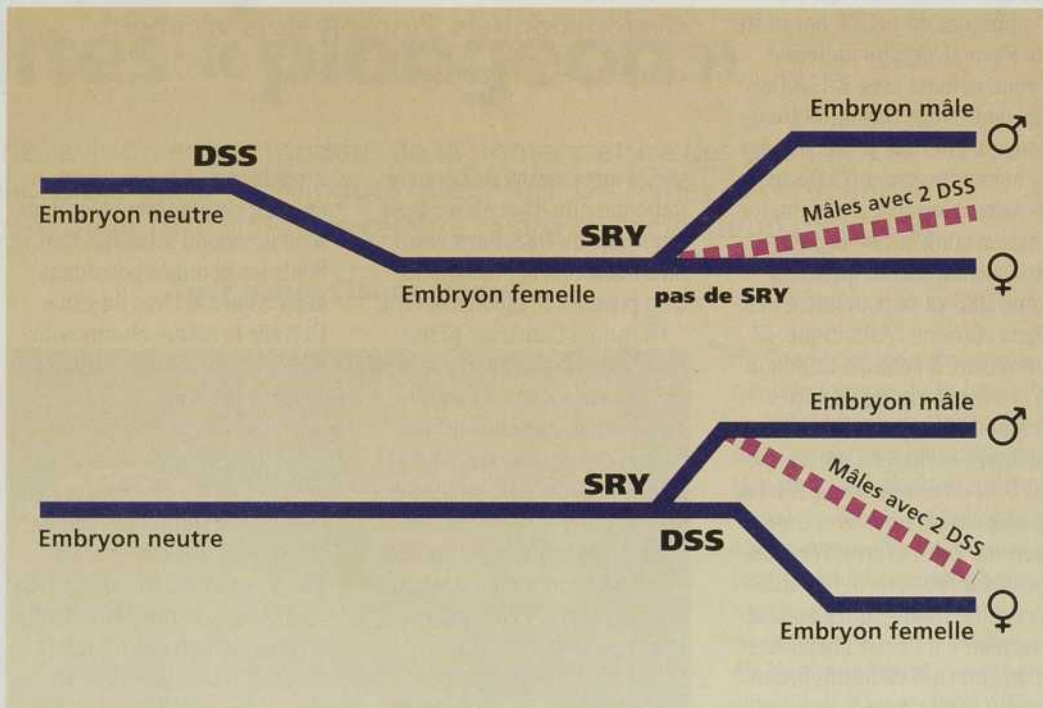 Embryon mâle
♂
DSS
Mâles avec 2 DSS
Embryon neutre
SRY
♀
Embryon femelle
pas de SRY
Embryon mâle
♂
SRY
Mâles avec 2 DSS
Embryon neutre
DSS
♀
Embryon femelle